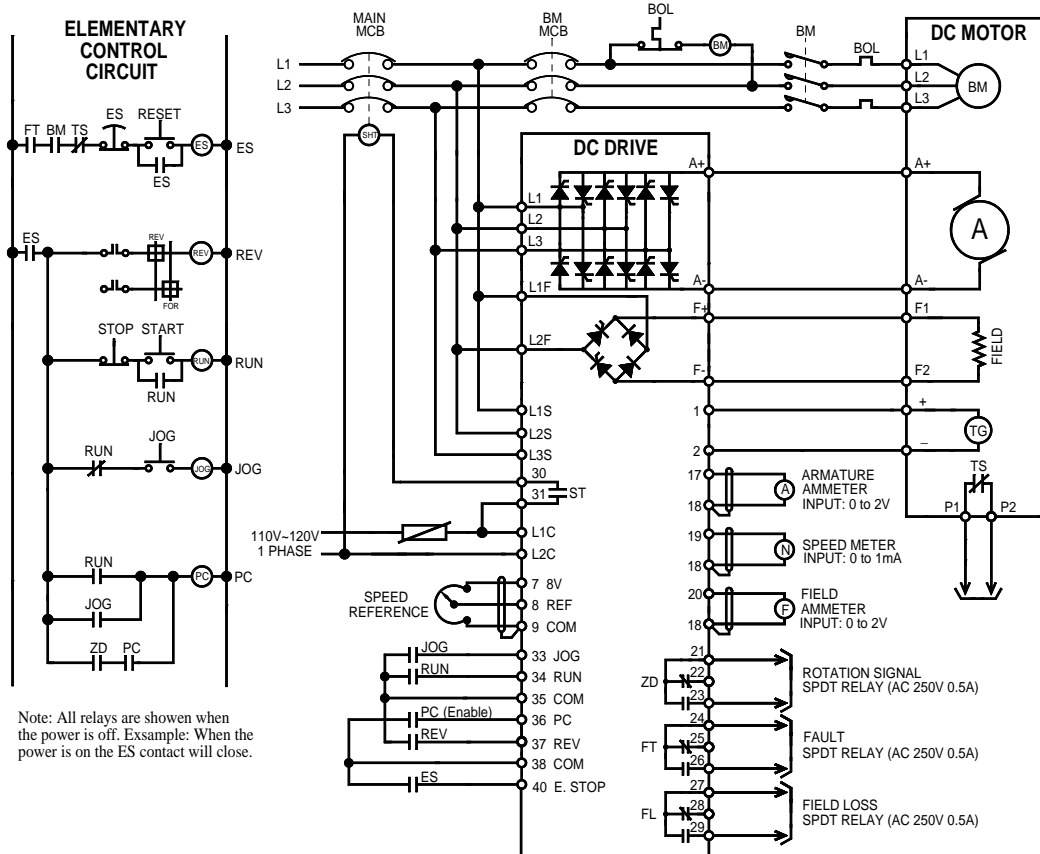 ELEMENTARY
CONTROL
CIRCUIT
FT BM TS
ES
RESET
ES
ES
ES
ES
REV
FOR
REV
REV
STOP START
RUN
RUN
RUN
RUN
JOG
JOG
JOG
RUN
JOG
PC
PC
ZD PC
Note: All relays are showen when
the power is off. Exsample: When the
power is on the ES contact will close.
MAIN
MCB
BM
MCB
BOL
BM
BM
BOL
L1
L2
L3
SHT
DC MOTOR
L1
L2
L3
BM
DC DRIVE
L1
L2
L3
L1F
L2F
L1S
L2S
L3S
30
31
ST
L1C
L2C
110V~120V
1 PHASE
SPEED
REFERENCE
7 8V
8 REF
9 COM
JOG
33 JOG
RUN
34 RUN
35 COM
PC (Enable)
36 PC
REV
37 REV
38 COM
ES
40 E. STOP
A+
A-
F+
F-
1
2
A+
A
A-
F1
FIELD
F2
+
TG
–
TS
P1
P2
17
18
A
ARMATURE
AMMETER
INPUT: 0 to 2V
19
18
N
SPEED METER
INPUT: 0 to 1mA
20
18
F
FIELD
AMMETER
INPUT: 0 to 2V
ZD
21
22
23
ROTATION SIGNAL
SPDT RELAY (AC 250V 0.5A)
FT
24
25
26
FAULT
SPDT RELAY (AC 250V 0.5A)
FL
27
28
29
FIELD LOSS
SPDT RELAY (AC 250V 0.5A)